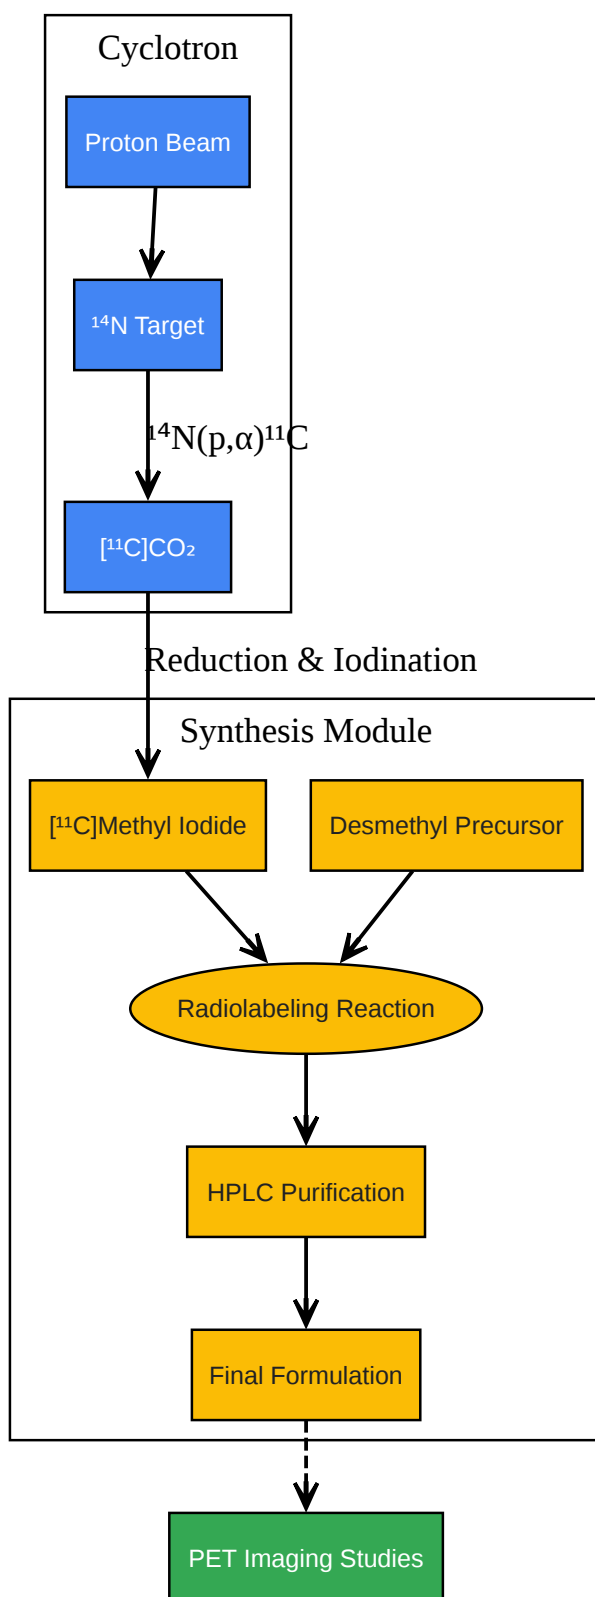 Cyclotron
Proton Beam
¹⁴N Target
¹⁴N(p,α)¹¹C
[¹¹C]CO₂
Reduction & Iodination
Synthesis Module
[¹¹C]Methyl Iodide
Desmethyl Precursor
Radiolabeling Reaction
HPLC Purification
Final Formulation
PET Imaging Studies